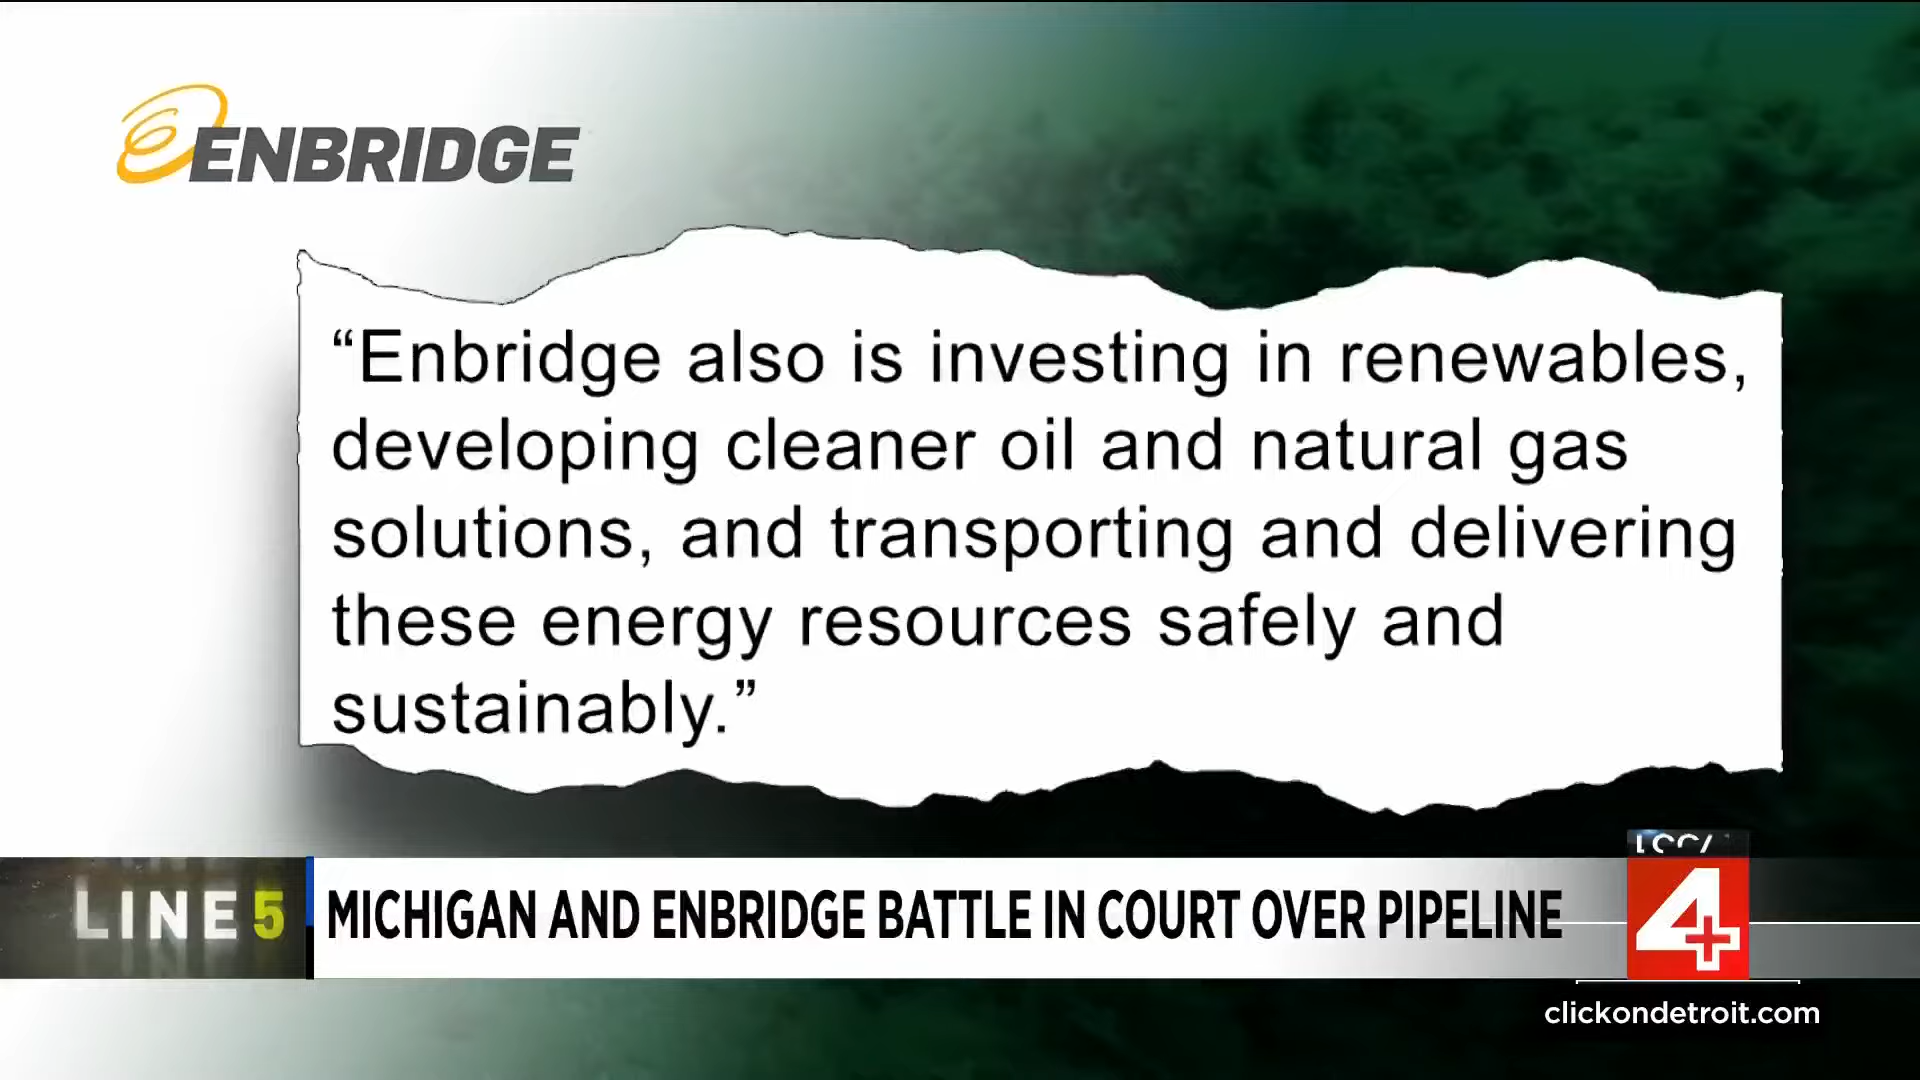 ENBRIDGE
“Enbridge also is investing in renewables,
developing cleaner oil and natural gas
solutions, and transporting and delivering
these energy resources safely and
sustainably.”
LINE 5
MICHIGAN AND ENBRIDGE BATTLE IN COURT OVER PIPELINE
4
clickondetroit.com